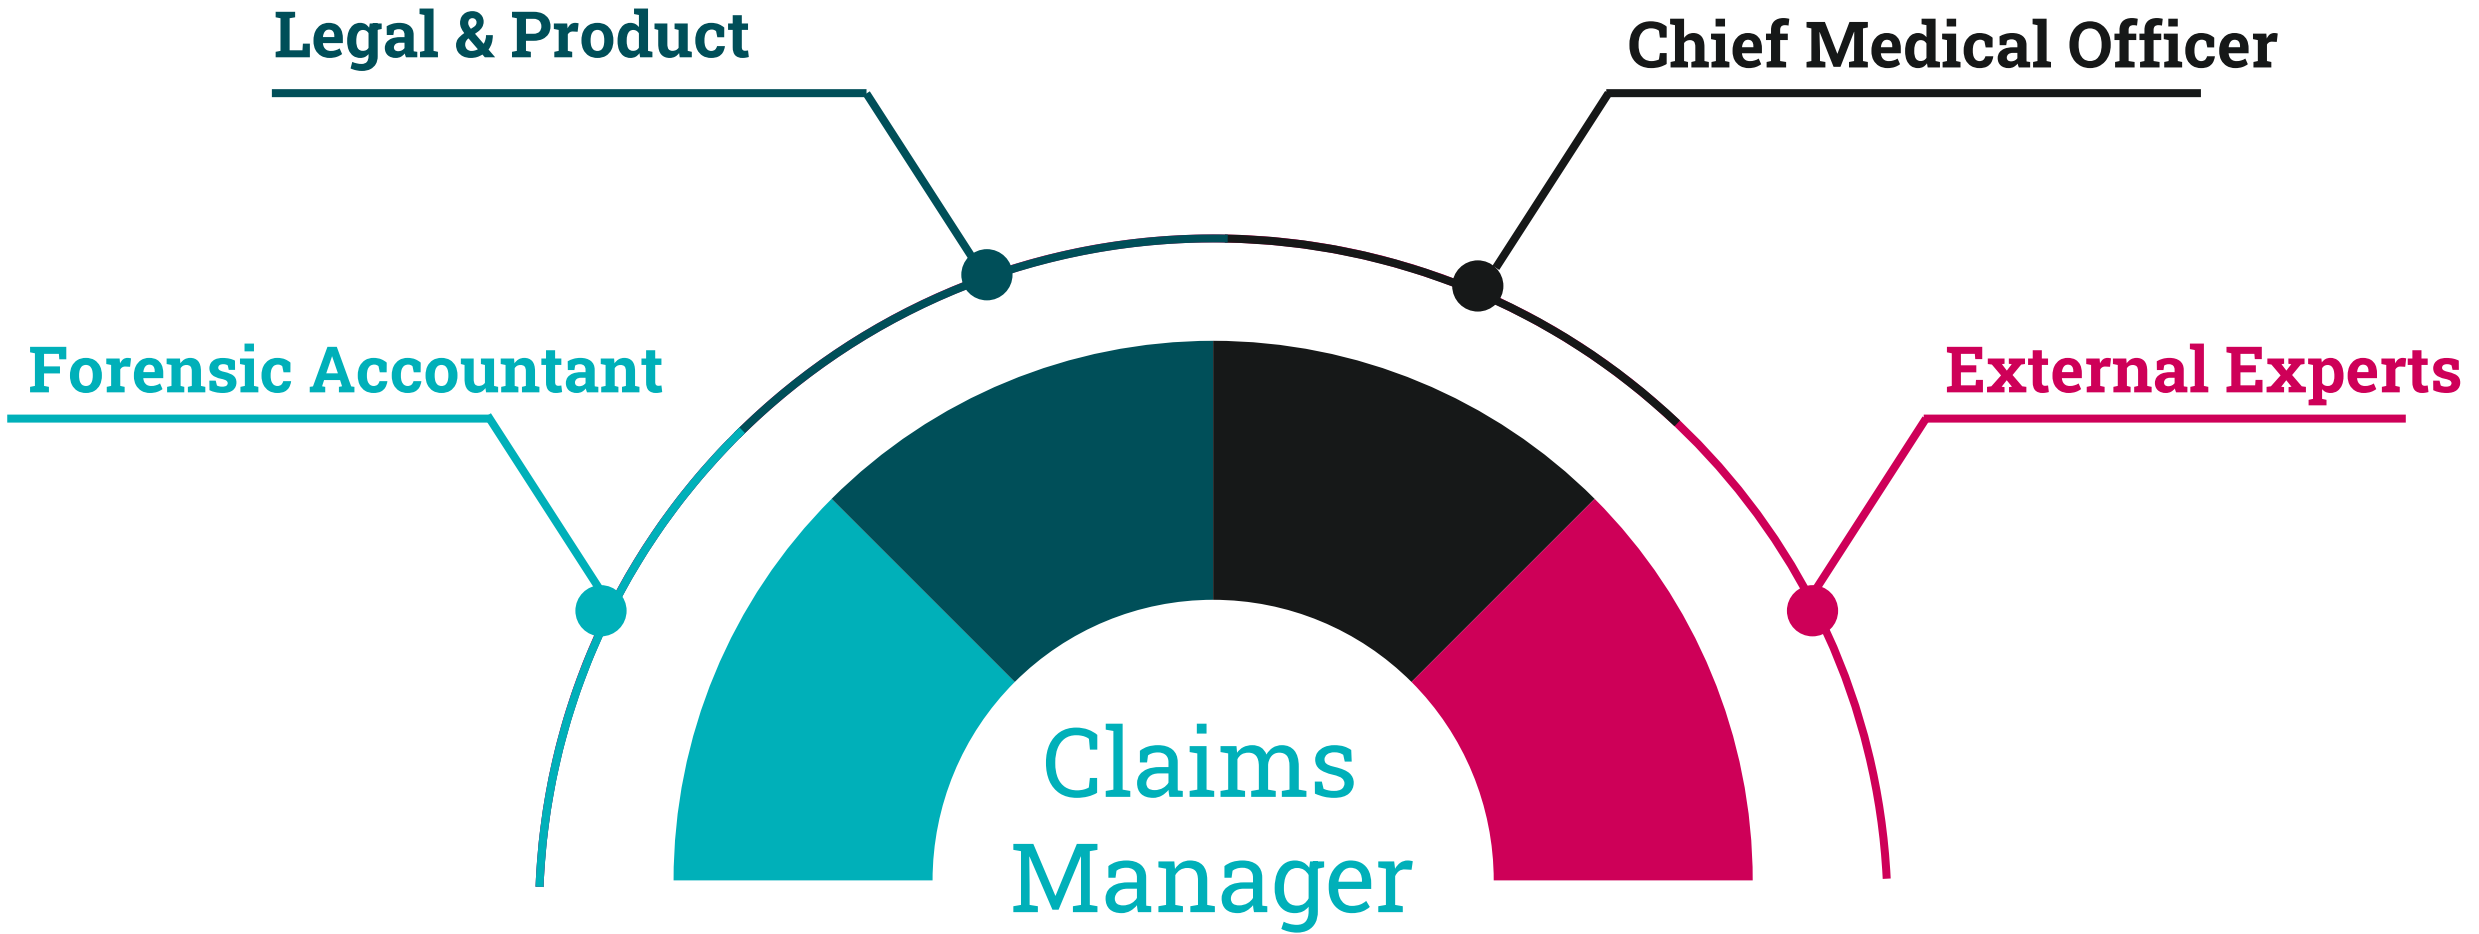 Legal & Product
Chief Medical Officer
Forensic Accountant
External Experts
Claims
Manager